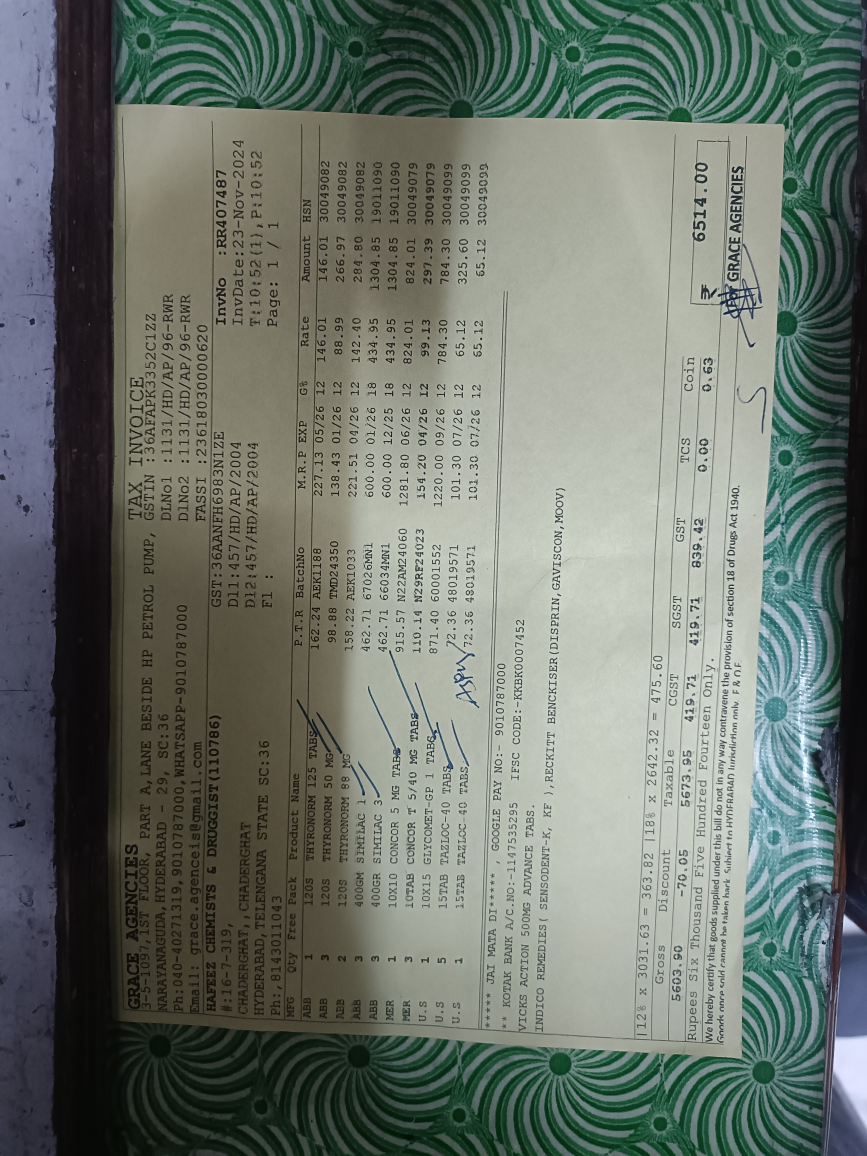 GRACE AGENCIES TAX INVOICE
3-5-1097,1ST FLOOR, PART A,LANE BESIDE HP PETROL PUMP, GSTIN :36AFAPK3352C1ZZ
NARAYANAGUDA,HYDERABAD - 29, SC:36 DLNo1 :1131/HD/AP/96-RWR
Ph:040-40271319,9010787000,WHATSAPP-9010787000 DlNo2 :1131/HD/AP/96-RWR
Email: grace.agenceis@gmail.com FASSI :23618030000620
HAFEEZ CHEMISTS & DRUGGIST(110786) GST:36AANFH6983N1ZE InvNo :RR407487
#:16-7-319, Dl1:457/HD/AP/2004 InvDate:23-Nov-2024
CHADERGHAT,,CHADERGHAT Dl2:457/HD/AP/2004 T:10:52(1),P:10:52
HYDERABAD,TELENGANA STATE SC:36 Fl : Page: 1 / 1
Ph:,8143011043
MFG Qty Free Pack Product Name P.T.R BatchNo M.R.P EXP G% Rate Amount HSN
ABB 1 120S THYRONORM 125 TABS 162.24 AEK1188 227.13 05/26 12 146.01 146.01 30049082
ABB 3 120S THYRONORM 50 MG 98.88 TMD24350 138.43 01/26 12 88.99 266.97 30049082
ABB 2 120S THYRONORM 88 MG 158.22 AEK1033 221.51 04/26 12 142.40 284.80 30049082
ABB 3 400GM SIMILAC 1 462.71 67026MN1 600.00 01/26 18 434.95 1304.85 19011090
ABB 3 400GR SIMILAC 3 462.71 66034MN1 600.00 12/25 18 434.95 1304.85 19011090
MER 1 10X10 CONCOR 5 MG TABS 915.57 N22AM24060 1281.80 06/26 12 824.01 824.01 30049079
MER 3 10TAB CONCOR T 5/40 MG TABS 110.14 N29RF24023 154.20 04/26 12 99.13 297.39 30049079
U.S 1 10X15 GLYCOMET-GP 1 TABS 871.40 60001552 1220.00 09/26 12 784.30 784.30 30049099
U.S 5 15TAB TAZLOC-40 TABS 72.36 48019571 101.30 07/26 12 65.12 325.60 30049099
U.S 1 15TAB TAZLOC-40 TABS 72.36 48019571 101.30 07/26 12 65.12 65.12 30049099
***** JAI MATA DI***** , GOOGLE PAY NO:- 9010787000
** KOTAK BANK A/C.NO:-1147535295 IFSC CODE:-KKBK0007452
VICKS ACTION 500MG ADVANCE TABS.
INDICO REMEDIES( SENSODENT-K, KF ),RECKITT BENCKISER(DISPRIN,GAVISCON,MOOV)
|12% x 3031.63 = 363.82 |18% x 2642.32 = 475.60
Gross Discount Taxable CGST SGST GST TCS Coin
5603.90 -70.05 5673.95 419.71 419.71 839.42 0.00 0.63 ₹ 6514.00
Rupees Six Thousand Five Hundred Fourteen Only.
We hereby certify that goods supplied under this bill do not in any way contravene the provision of section 18 of Drugs Act 1940. GRACE AGENCIES
Goods once sold cannot be taken back. Subject to HYDERABAD Jurisdiction only. E & O.E